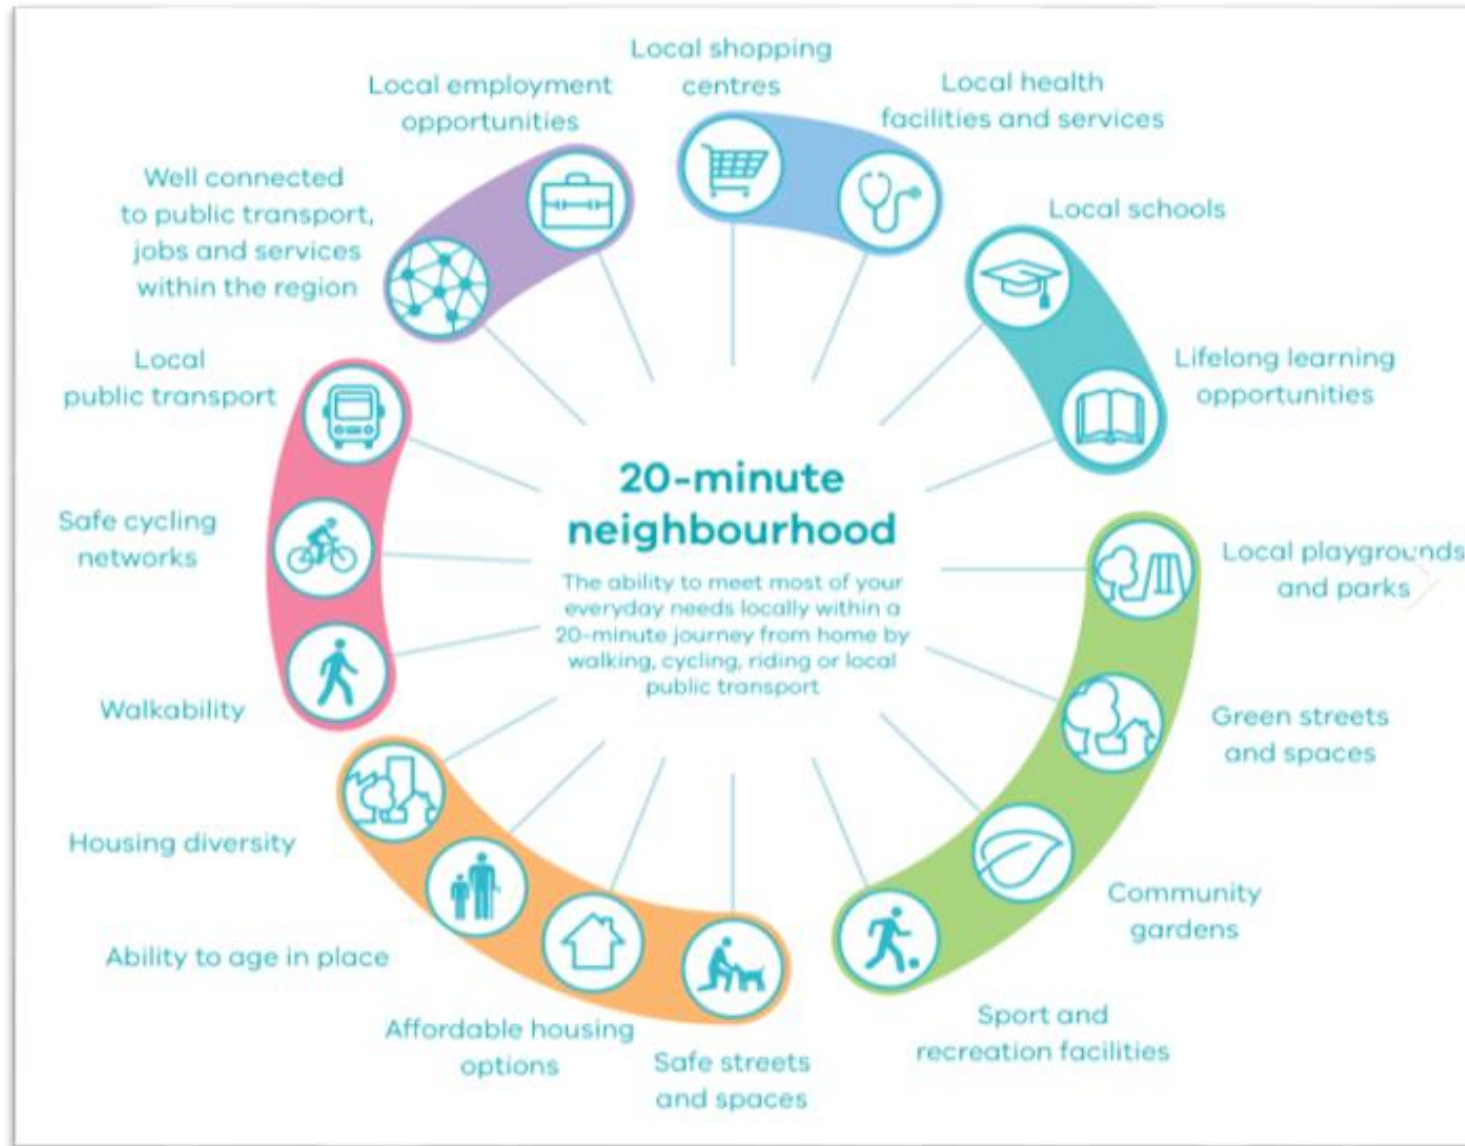 Local shopping
centres
Local health
facilities and services
Local schools
Lifelong learning
opportunities
Local playgrounds
and parks
Green streets
and spaces
Community
gardens
Sport and
recreation facilities
Safe streets
and spaces
Affordable housing
options
Ability to age in place
Housing diversity
Walkability
Safe cycling
networks
Local
public transport
Well connected
to public transport,
jobs and services
within the region
Local employment
opportunities
20-minute
neighbourhood
The ability to meet most of your
everyday needs locally within a
20-minute journey from home by
walking, cycling, riding or local
public transport